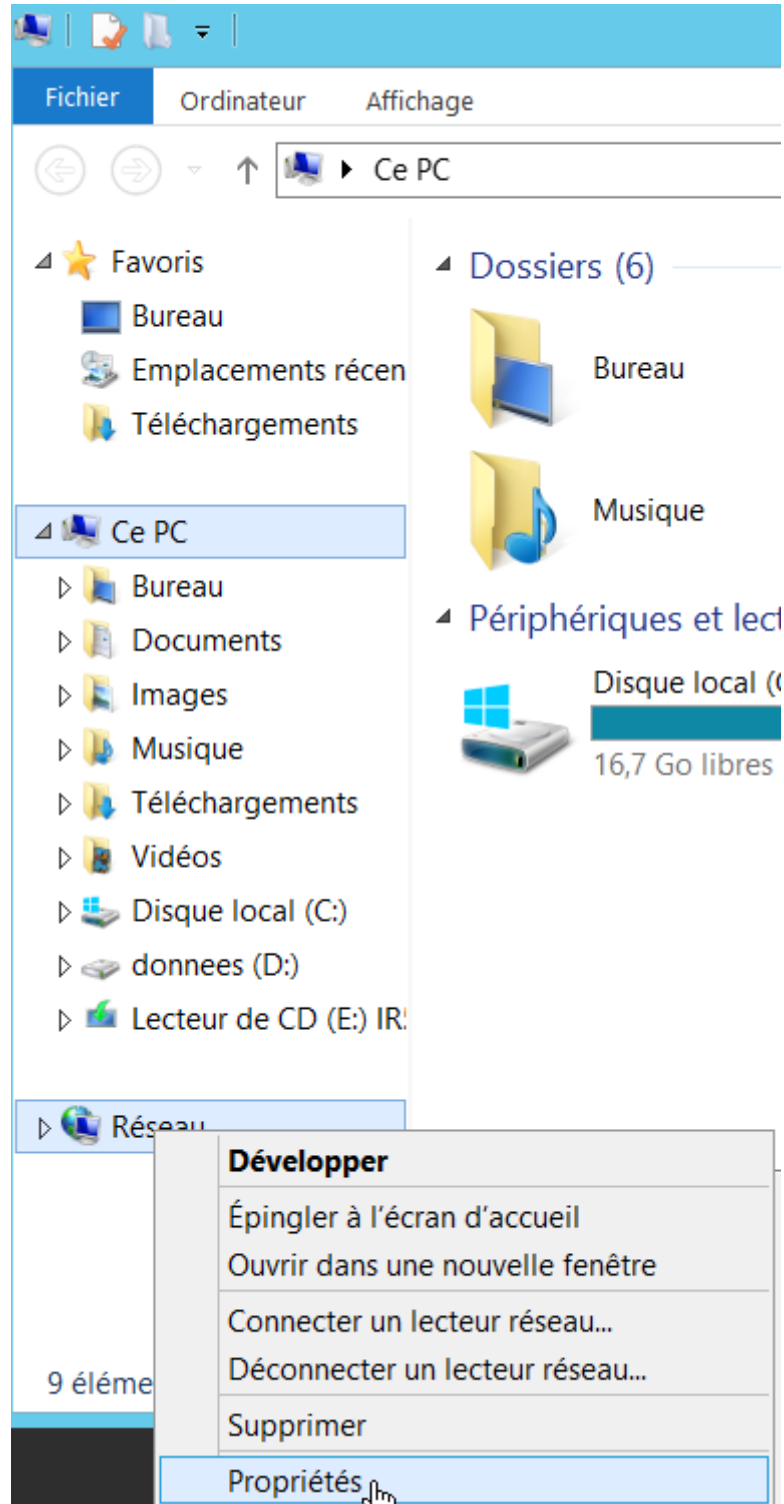 Fichier Ordinateur Affichage
Ce PC
Favoris
Bureau
Emplacements récen
Téléchargements
Ce PC
Bureau
Documents
Images
Musique
Téléchargements
Vidéos
Disque local (C:)
donnees (D:)
Lecteur de CD (E:)
Réseau
9 éléme
Dossiers (6)
Bureau
Musique
Périphériques et lect
Disque local (
16,7 Go libres
Développer
Épingler à l'écran d'accueil
Ouvrir dans une nouvelle fenêtre
Connecter un lecteur réseau...
Déconnecter un lecteur réseau...
Supprimer
Propriétés